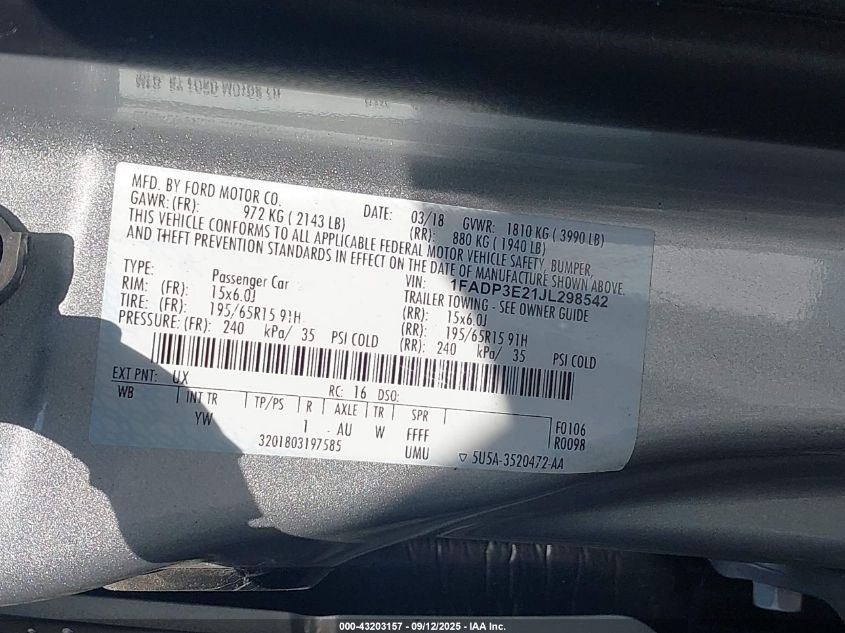 MFD. BY FORD MOTOR CO.
MFD. BY FORD MOTOR CO. DATE: 03/18 GVWR: 1810 KG ( 3990 LB)
GAWR: (FR): 972 KG ( 2143 LB) (RR): 880 KG ( 1940 LB)
THIS VEHICLE CONFORMS TO ALL APPLICABLE FEDERAL MOTOR VEHICLE SAFETY, BUMPER,
AND THEFT PREVENTION STANDARDS IN EFFECT ON THE DATE OF MANUFACTURE SHOWN ABOVE.
VIN: 1FADP3E21JL298542
TYPE: Passenger Car TRAILER TOWING - SEE OWNER GUIDE
RIM: (FR): 15x6.0J (RR): 15x6.0J
TIRE: (FR): 195/65R15 91H (RR): 195/65R15 91H
PRESSURE: (FR): 240 kPa/ 35 PSI COLD (RR): 240 kPa/ 35 PSI COLD
EXT PNT: UX RC: 16 DSO:
WB INT TR TP/PS R AXLE TR SPR
YW 1 - AU W FFFF F0106
3201803197585 UMU R0098
▽ 5U5A-3520472-AA
000-43203157 - 09/12/2025 - IAA Inc.